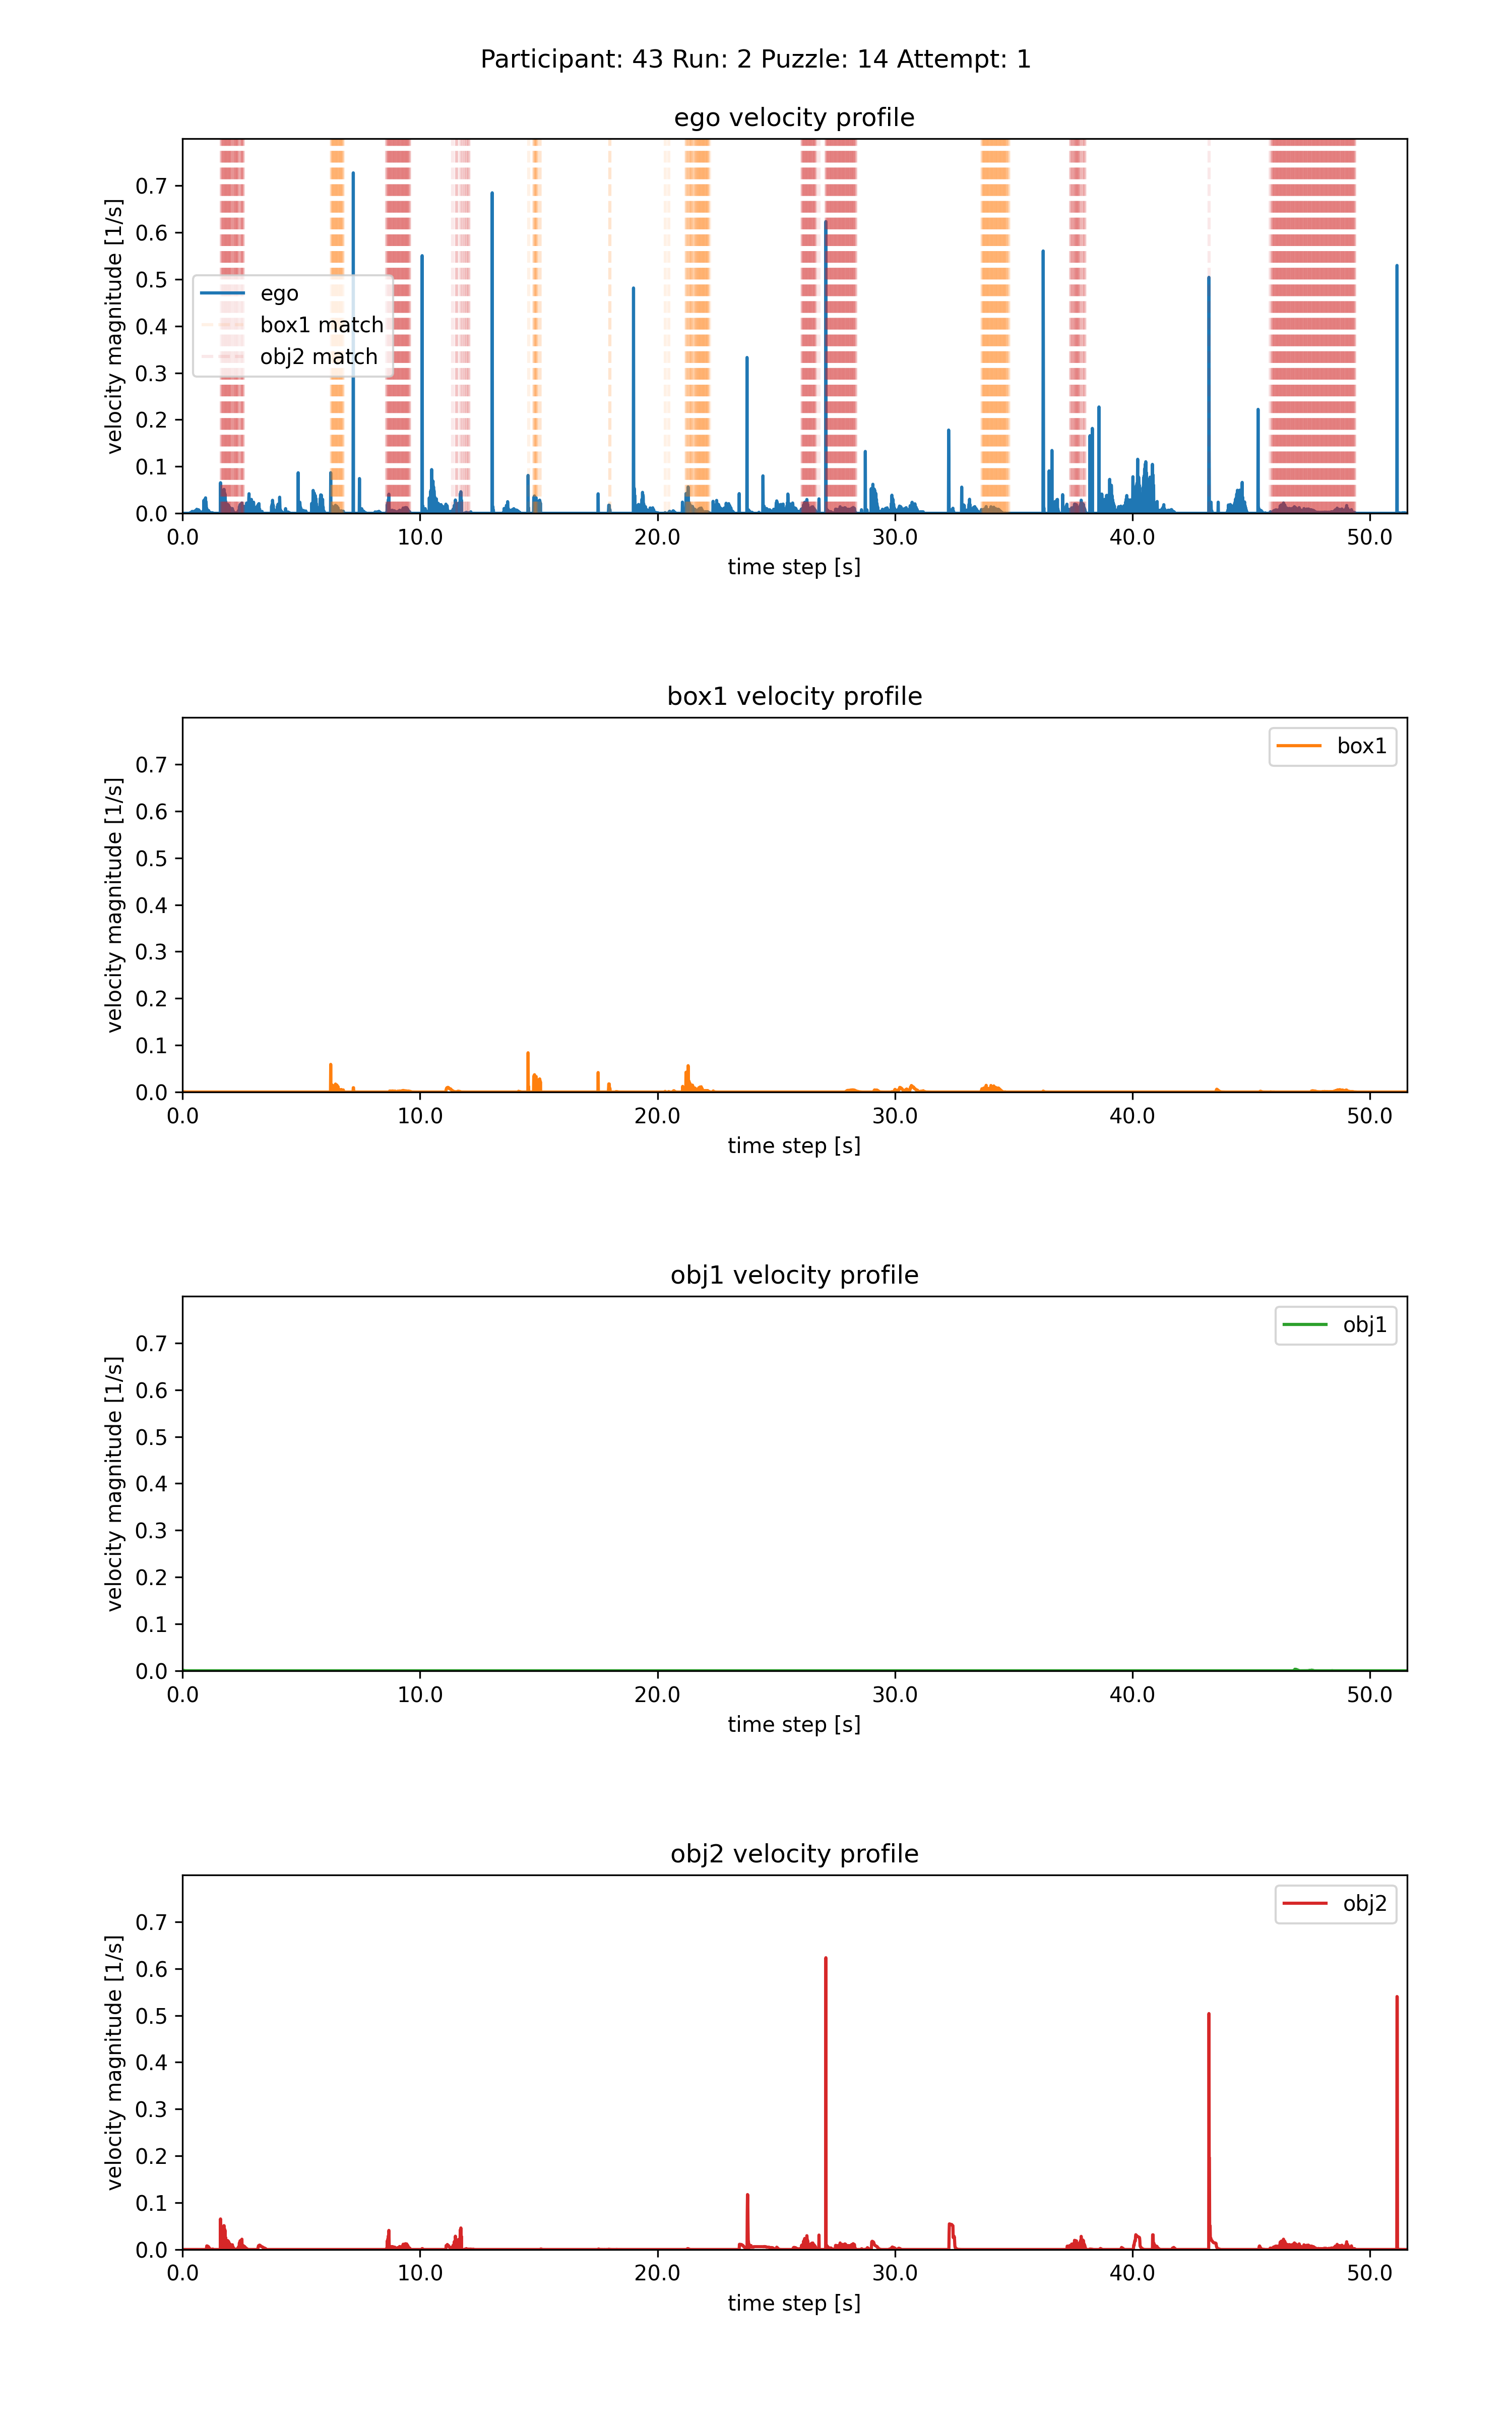 Participant: 43 Run: 2 Puzzle: 14 Attempt: 1
ego velocity profile
velocity magnitude [1/s]
0.7
0.6
0.5
0.4
0.3
0.2
0.1
0.0
ego
box1 match
obj2 match
0.0 10.0 20.0 30.0 40.0 50.0
time step [s]
box1 velocity profile
velocity magnitude [1/s]
0.7
0.6
0.5
0.4
0.3
0.2
0.1
0.0
box1
0.0 10.0 20.0 30.0 40.0 50.0
time step [s]
obj1 velocity profile
velocity magnitude [1/s]
0.7
0.6
0.5
0.4
0.3
0.2
0.1
0.0
obj1
0.0 10.0 20.0 30.0 40.0 50.0
time step [s]
obj2 velocity profile
velocity magnitude [1/s]
0.7
0.6
0.5
0.4
0.3
0.2
0.1
0.0
obj2
0.0 10.0 20.0 30.0 40.0 50.0
time step [s]